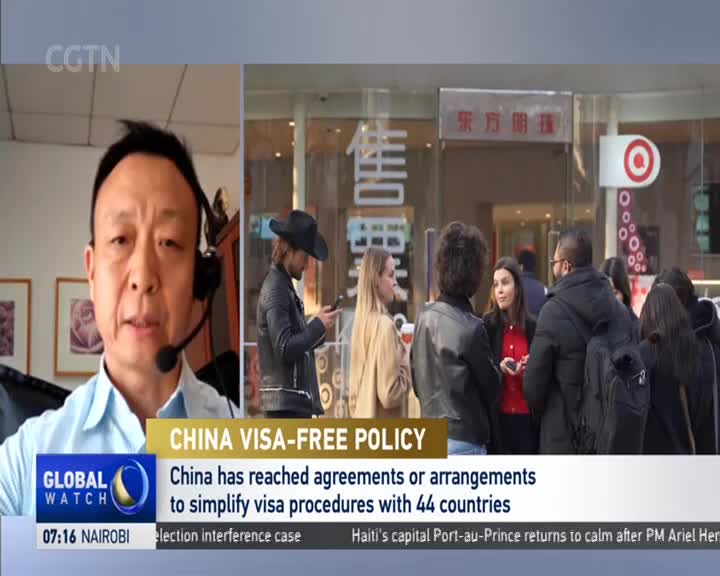 CGTN
东方明珠
售票
CHINA VISA-FREE POLICY
China has reached agreements or arrangements
to simplify visa procedures with 44 countries
GLOBAL
WATCH
07:16 NAIROBI
election interference case Haiti's capital Port-au-Prince returns to calm after PM Ariel Hen